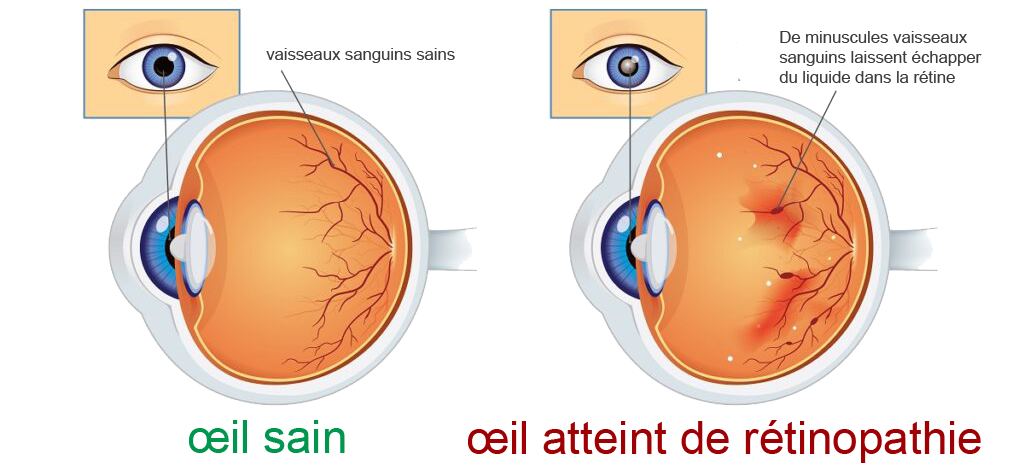 vaisseaux sanguins sains
De minuscules vaisseaux
sanguins laissent échapper
du liquide dans la rétine
œil sain
œil atteint de rétinopathie